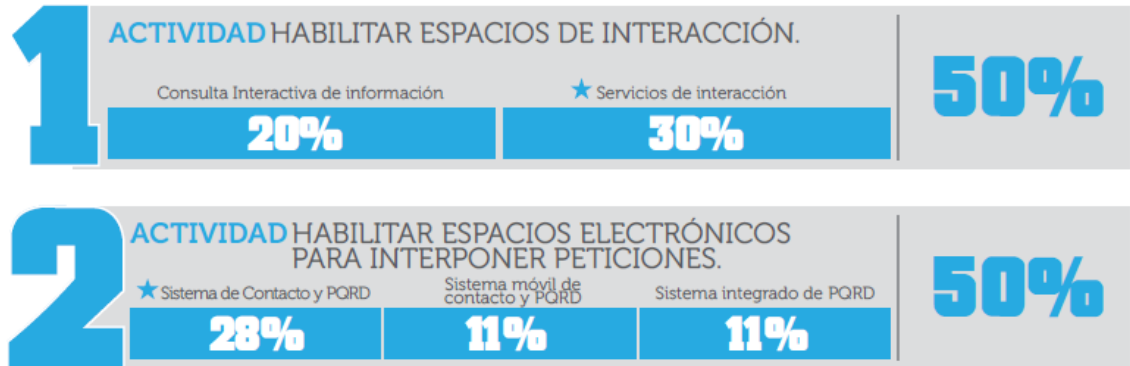 1
ACTIVIDAD HABILITAR ESPACIOS DE INTERACCIÓN.
Consulta Interactiva de información
★ Servicios de interacción
20%
30%
50%
2
ACTIVIDAD HABILITAR ESPACIOS ELECTRÓNICOS
PARA INTERPONER PETICIONES.
★ Sistema de Contacto y PQRD
Sistema móvil de
contacto y PQRD
Sistema integrado de PQRD
28%
11%
11%
50%